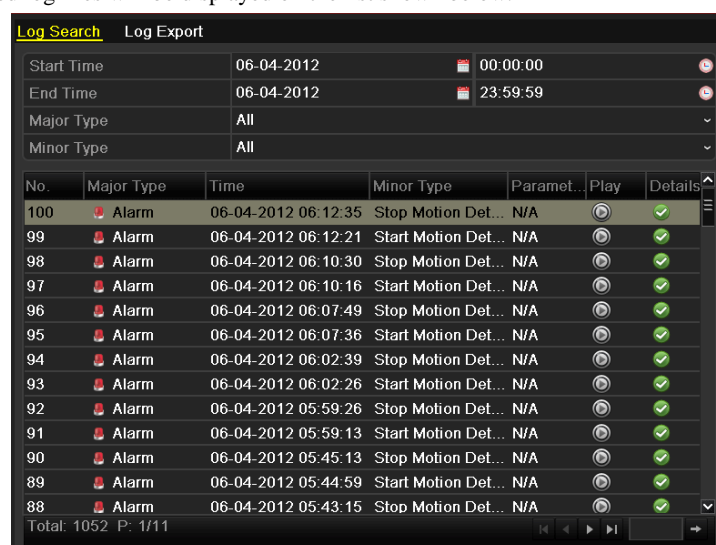 Log Search Log Export
Start Time 06-04-2012 00:00:00
End Time 06-04-2012 23:59:59
Major Type All
Minor Type All
No. Major Type Time Minor Type Paramet... Play Details
100 Alarm 06-04-2012 06:12:35 Stop Motion Det... N/A
99 Alarm 06-04-2012 06:12:21 Start Motion Det... N/A
98 Alarm 06-04-2012 06:10:30 Stop Motion Det... N/A
97 Alarm 06-04-2012 06:10:16 Start Motion Det... N/A
96 Alarm 06-04-2012 06:07:49 Stop Motion Det... N/A
95 Alarm 06-04-2012 06:07:36 Start Motion Det... N/A
94 Alarm 06-04-2012 06:02:39 Stop Motion Det... N/A
93 Alarm 06-04-2012 06:02:26 Start Motion Det... N/A
92 Alarm 06-04-2012 05:59:26 Stop Motion Det... N/A
91 Alarm 06-04-2012 05:59:13 Start Motion Det... N/A
90 Alarm 06-04-2012 05:45:13 Stop Motion Det... N/A
89 Alarm 06-04-2012 05:44:59 Start Motion Det... N/A
88 Alarm 06-04-2012 05:43:15 Stop Motion Det... N/A
Total: 1052 P: 1/11